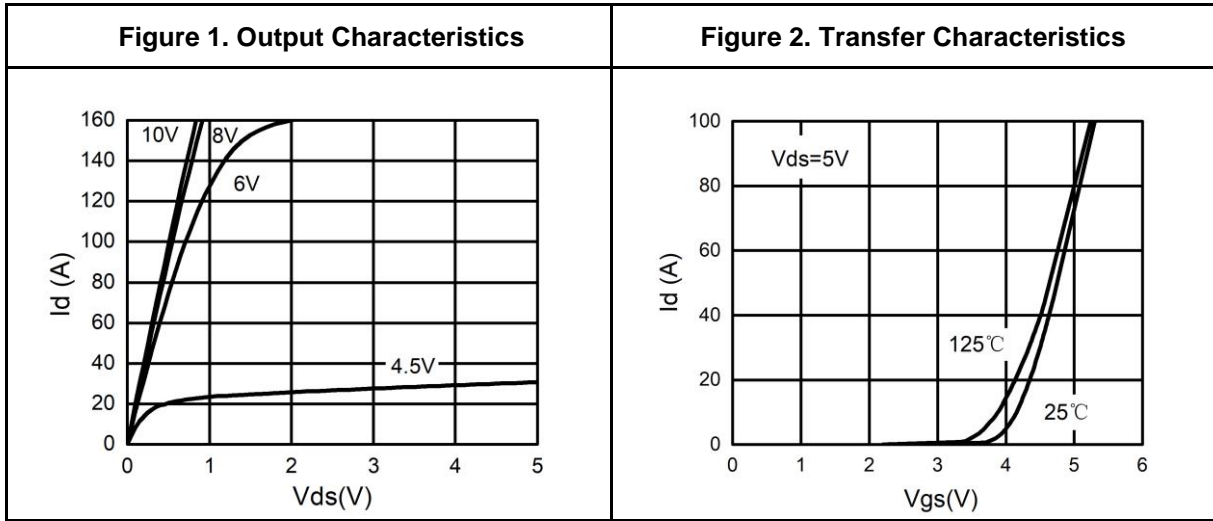 Figure 1. Output Characteristics
Figure 2. Transfer Characteristics
160
140
120
100
80
60
40
20
0
Id (A)
10V
8V
6V
4.5V
0 1 2 3 4 5
Vds(V)
100
80
60
40
20
0
Id (A)
Vds=5V
125℃
25℃
0 1 2 3 4 5 6
Vgs(V)